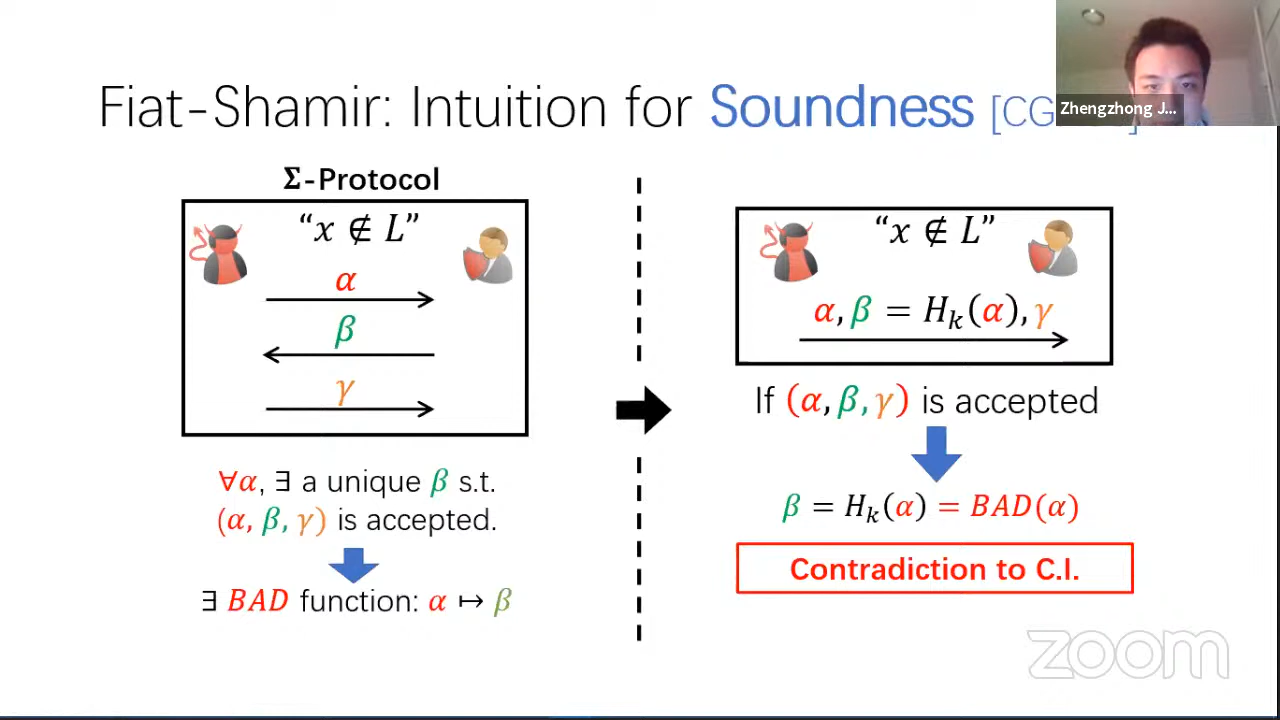 Fiat-Shamir: Intuition for Soundness [CG
Zhengzhong J...
Σ-Protocol
“x ∉ L”
α
β
γ
∀α, ∃ a unique β s.t.
(α, β, γ) is accepted.
∃ BAD function: α ↦ β
“x ∉ L”
α, β = H_k(α), γ
If (α, β, γ) is accepted
β = H_k(α) = BAD(α)
Contradiction to C.I.
zoom